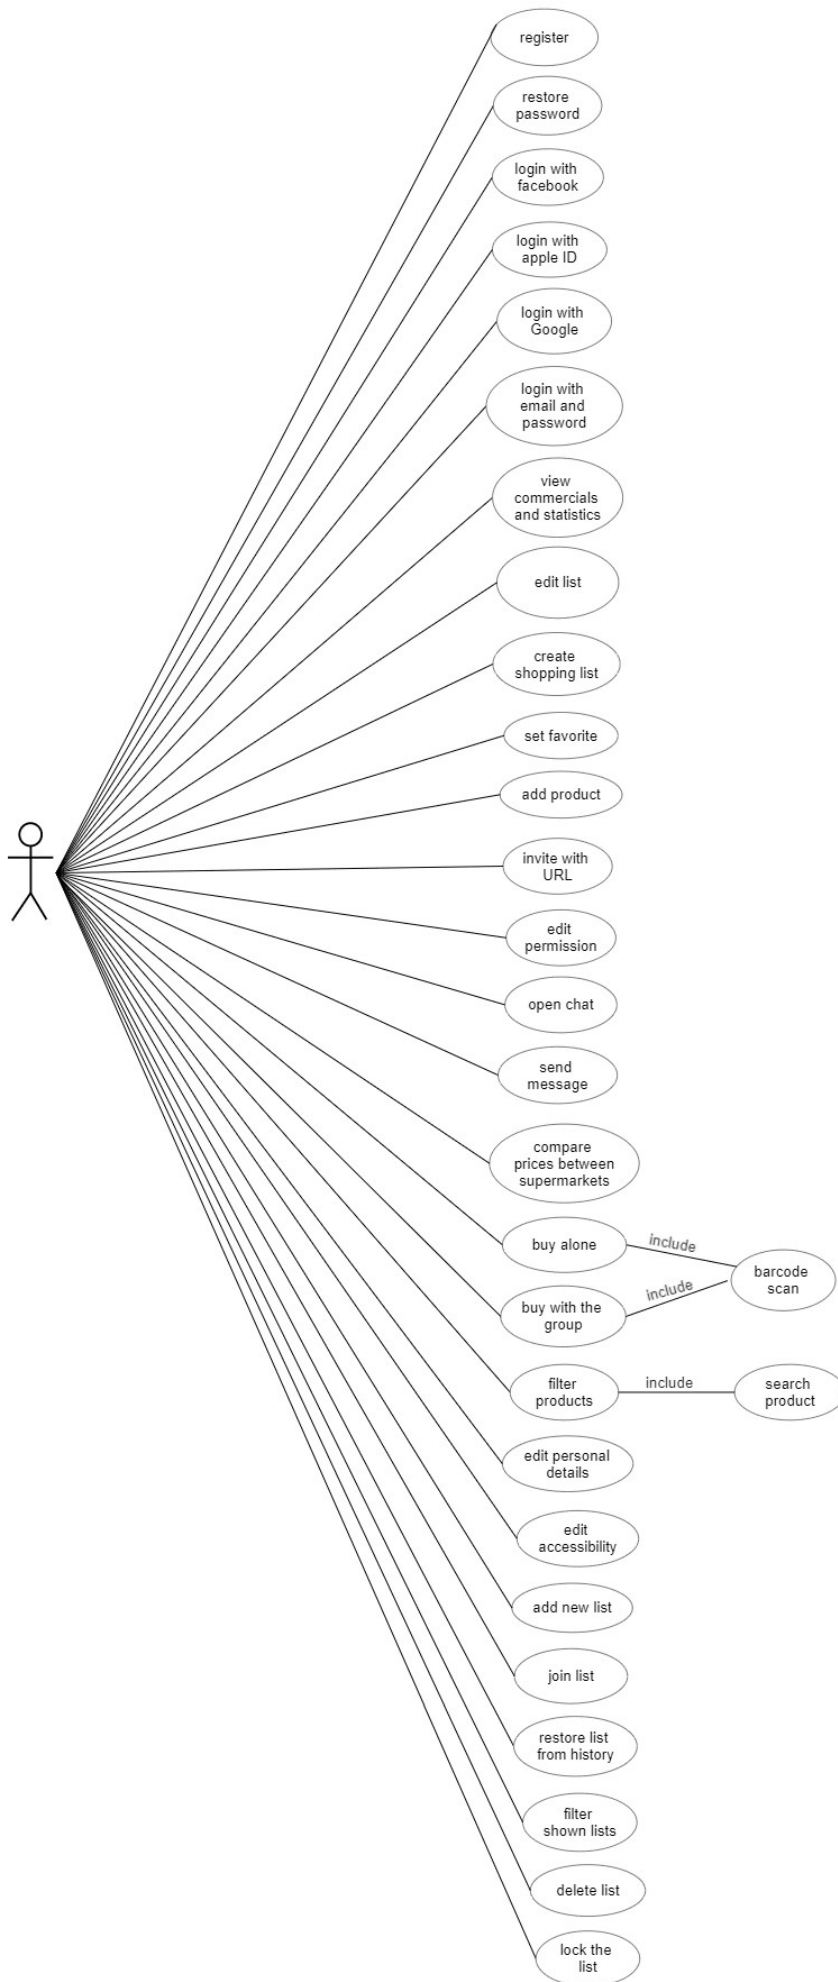 register
restore
password
login with
facebook
login with
apple ID
login with
Google
login with
email and
password
view
commercials
and statistics
edit list
create
shopping list
set favorite
add product
invite with
URL
edit
permission
open chat
send
message
compare
prices between
supermarkets
buy alone
include
barcode
scan
buy with the
group
include
filter
products
include
search
product
edit personal
details
edit
accessibility
add new list
join list
restore list
from history
filter
shown lists
delete list
lock the
list